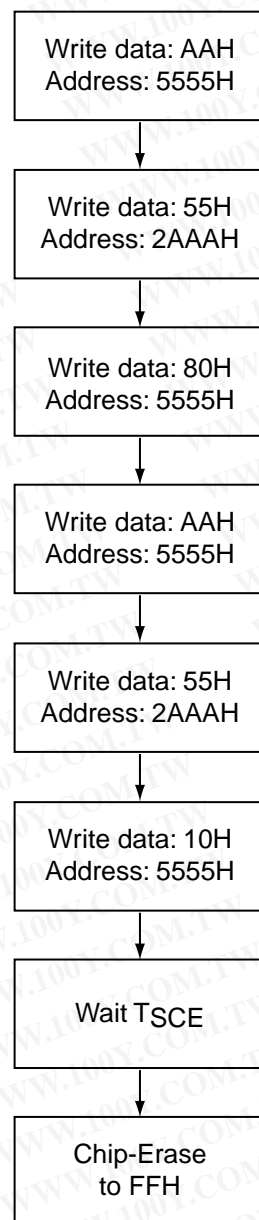 Write data: AAH
Address: 5555H
Write data: 55H
Address: 2AAAH
Write data: 80H
Address: 5555H
Write data: AAH
Address: 5555H
Write data: 55H
Address: 2AAAH
Write data: 10H
Address: 5555H
Wait TSCE
Chip-Erase
to FFH